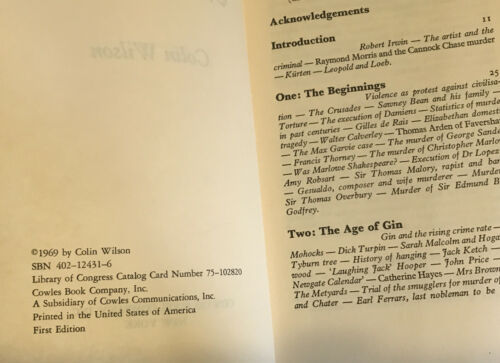 Colin Wilson
©1969 by Colin Wilson
SBN 402-12431-6
Library of Congress Catalog Card Number 75-102820
Cowles Book Company, Inc.
A Subsidiary of Cowles Communications, Inc.
Printed in the United States of America
First Edition
Acknowledgements
11
Introduction
Robert Irwin — The artist and the
criminal — Raymond Morris and the Cannock Chase murder
— Kürten — Leopold and Loeb.
25
One: The Beginnings
Violence as protest against civilisa-
tion — The Crusades — Sawney Bean and his family —
Torture — The execution of Damiens — Statistics of murder
in past centuries — Gilles de Rais — Elizabethan domest
tragedy — Walter Calverley — Thomas Arden of Faversha
— The Max Garvie case — The murder of George Sande
— Francis Thorney — The murder of Christopher Marlow
— Was Marlowe Shakespeare? — Execution of Dr Lopez
Amy Robsart — Sir Thomas Malory, rapist and ban
— Gesualdo, composer and wife murderer — Murder
Sir Thomas Overbury — Murder of Sir Edmund B
Godfrey.
Two: The Age of Gin
Gin and the rising crime rate —
Mohocks — Dick Turpin — Sarah Malcolm and Hoga
Tyburn tree — History of hanging — Jack Ketch —
wood — 'Laughing Jack' Hooper — John Price —
Newgate Calendar' — Catherine Hayes — Mrs Brown
The Metyards — Trial of the smugglers for murder of
and Chater — Earl Ferrars, last nobleman to be